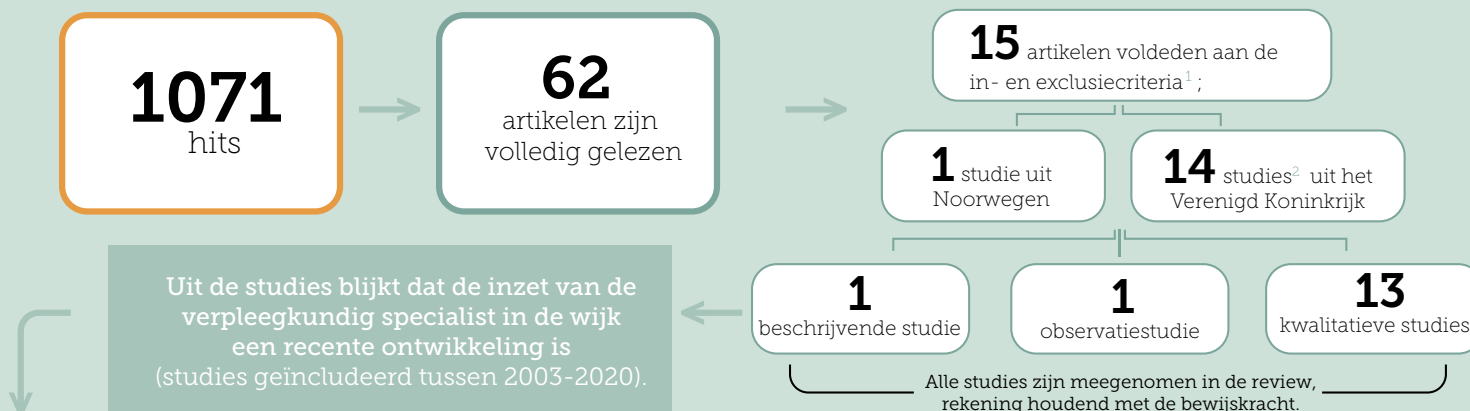 1071
hits
62
artikelen zijn
volledig gelezen
15 artikelen voldeden aan de
in- en exclusiecriteria¹ ;
1 studie uit
Noorwegen
14 studies² uit het
Verenigd Koninkrijk
1
beschrijvende studie
1
observatiestudie
13
kwalitatieve studies
Alle studies zijn meegenomen in de review,
rekening houdend met de bewijskracht.
Uit de studies blijkt dat de inzet van de
verpleegkundig specialist in de wijk
een recente ontwikkeling is
(studies geïncludeerd tussen 2003-2020).